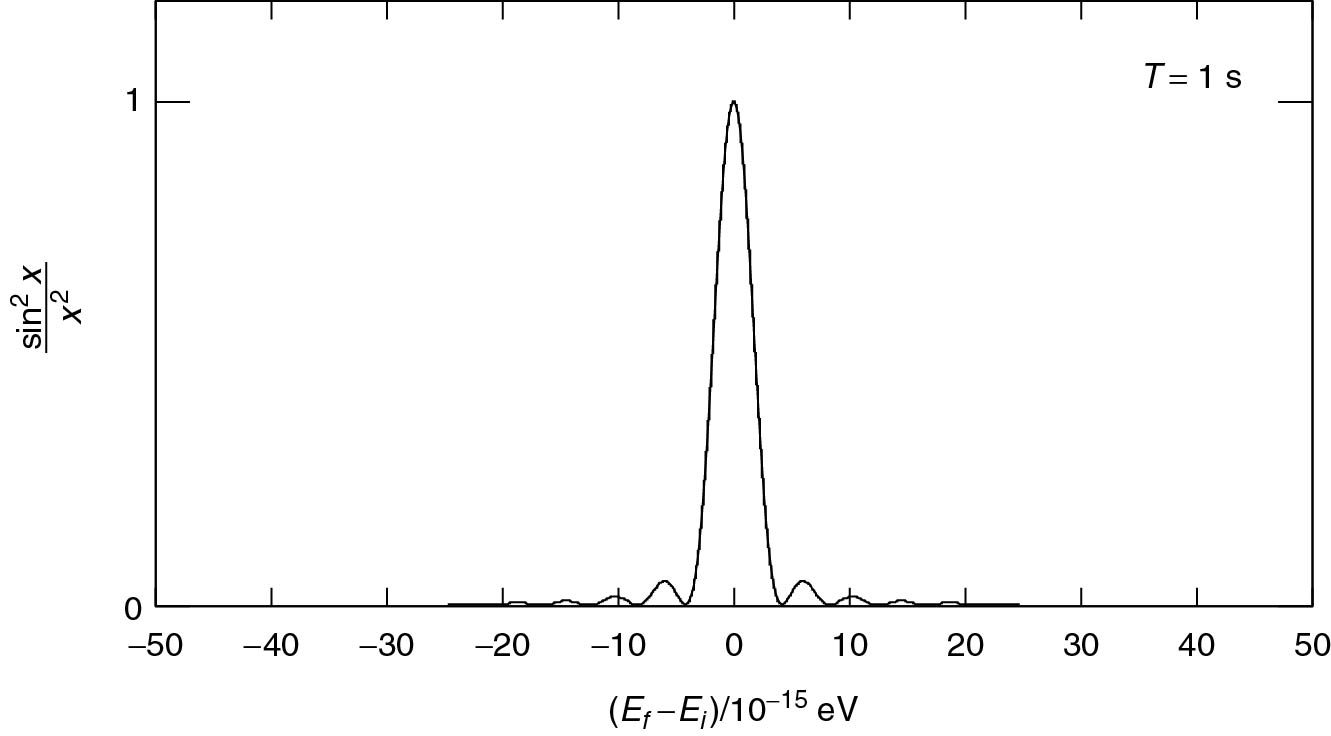 T = 1 s
1
sin² x
x²
0
−50 −40 −30 −20 −10 0 10 20 30 40 50
(E_f − E_i)/10⁻¹⁵ eV